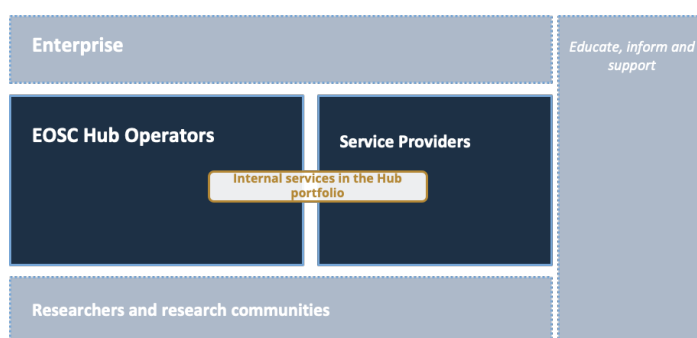 Enterprise
Educate, inform and
support
EOSC Hub Operators
Service Providers
Internal services in the Hub
portfolio
Researchers and research communities